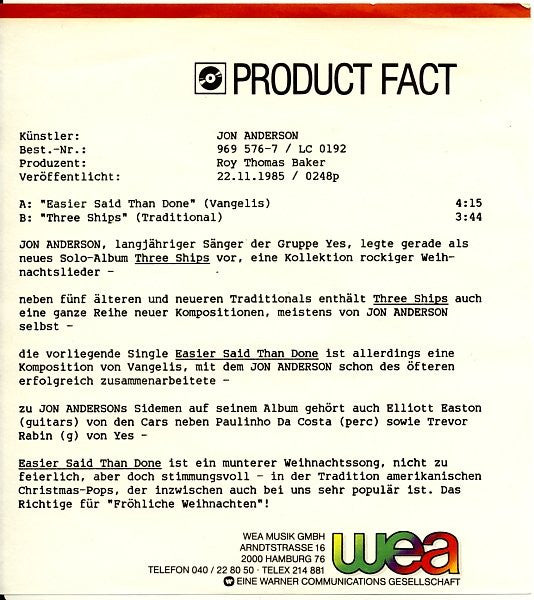 PRODUCT FACT
Künstler: JON ANDERSON
Best.-Nr.: 969 576-7 / LC 0192
Produzent: Roy Thomas Baker
Veröffentlicht: 22.11.1985 / 0248p
A: "Easier Said Than Done" (Vangelis) 4:15
B: "Three Ships" (Traditional) 3:44
JON ANDERSON, langjähriger Sänger der Gruppe Yes, legte gerade als
neues Solo-Album Three Ships vor, eine Kollektion rockiger Weih-
nachtslieder -
neben fünf älteren und neueren Traditionals enthält Three Ships auch
eine ganze Reihe neuer Kompositionen, meistens von JON ANDERSON
selbst -
die vorliegende Single Easier Said Than Done ist allerdings eine
Komposition von Vangelis, mit dem JON ANDERSON schon des öfteren
erfolgreich zusammenarbeitete -
zu JON ANDERSONs Sidemen auf seinem Album gehört auch Elliott Easton
(guitars) von den Cars neben Paulinho Da Costa (perc) sowie Trevor
Rabin (g) von Yes -
Easier Said Than Done ist ein munterer Weihnachtssong, nicht zu
feierlich, aber doch stimmungsvoll - in der Tradition amerikanischen
Christmas-Pops, der inzwischen auch bei uns sehr populär ist. Das
Richtige für "Fröhliche Weihnachten"!
WEA MUSIK GMBH
ARNDTSTRASSE 16
2000 HAMBURG 76
TELEFON 040 / 22 80 50 · TELEX 214 881
EINE WARNER COMMUNICATIONS GESELLSCHAFT
wea